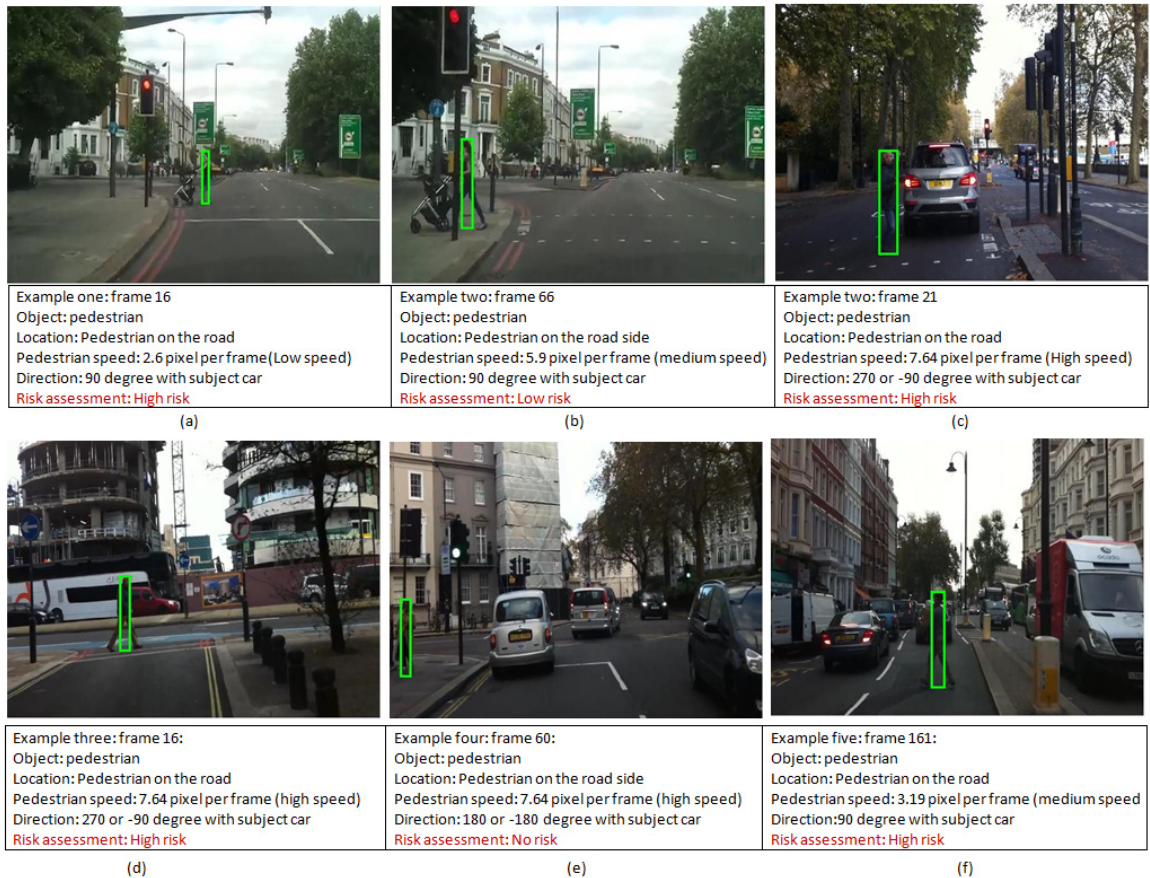 Example one: frame 16
Object: pedestrian
Location: Pedestrian on the road
Pedestrian speed: 2.6 pixel per frame(Low speed)
Direction: 90 degree with subject car
Risk assessment: High risk
(a)
Example two: frame 66
Object: pedestrian
Location: Pedestrian on the road side
Pedestrian speed: 5.9 pixel per frame (medium speed)
Direction: 90 degree with subject car
Risk assessment: Low risk
(b)
Example two: frame 21
Object: pedestrian
Location: Pedestrian on the road
Pedestrian speed: 7.64 pixel per frame (High speed)
Direction: 270 or -90 degree with subject car
Risk assessment: High risk
(c)
Example three: frame 16:
Object: pedestrian
Location: Pedestrian on the road
Pedestrian speed: 7.64 pixel per frame (high speed)
Direction: 270 or -90 degree with subject car
Risk assessment: High risk
(d)
Example four: frame 60:
Object: pedestrian
Location: Pedestrian on the road side
Pedestrian speed: 7.64 pixel per frame (high speed)
Direction: 180 or -180 degree with subject car
Risk assessment: No risk
(e)
ocado
Example five: frame 161:
Object: pedestrian
Location: Pedestrian on the road
Pedestrian speed: 3.19 pixel per frame (medium speed
Direction:90 degree with subject car
Risk assessment: High risk
(f)